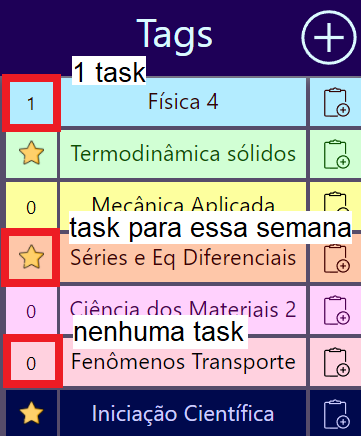 Tags
1 task
1 Física 4
Termodinâmica sólidos
0 Mecânica Aplicada
task para essa semana
Séries e Eq Diferenciais
0 Ciência dos Materiais 2
nenhuma task
0 Fenômenos Transporte
Iniciação Científica